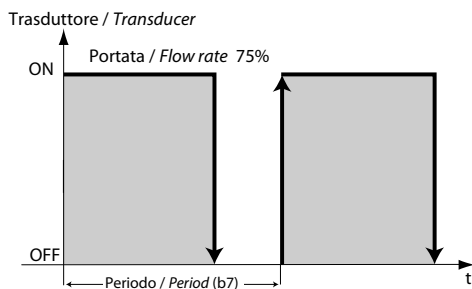 Trasduttore / Transducer
Portata / Flow rate 75%
ON
OFF
Periodo / Period (b7)
t